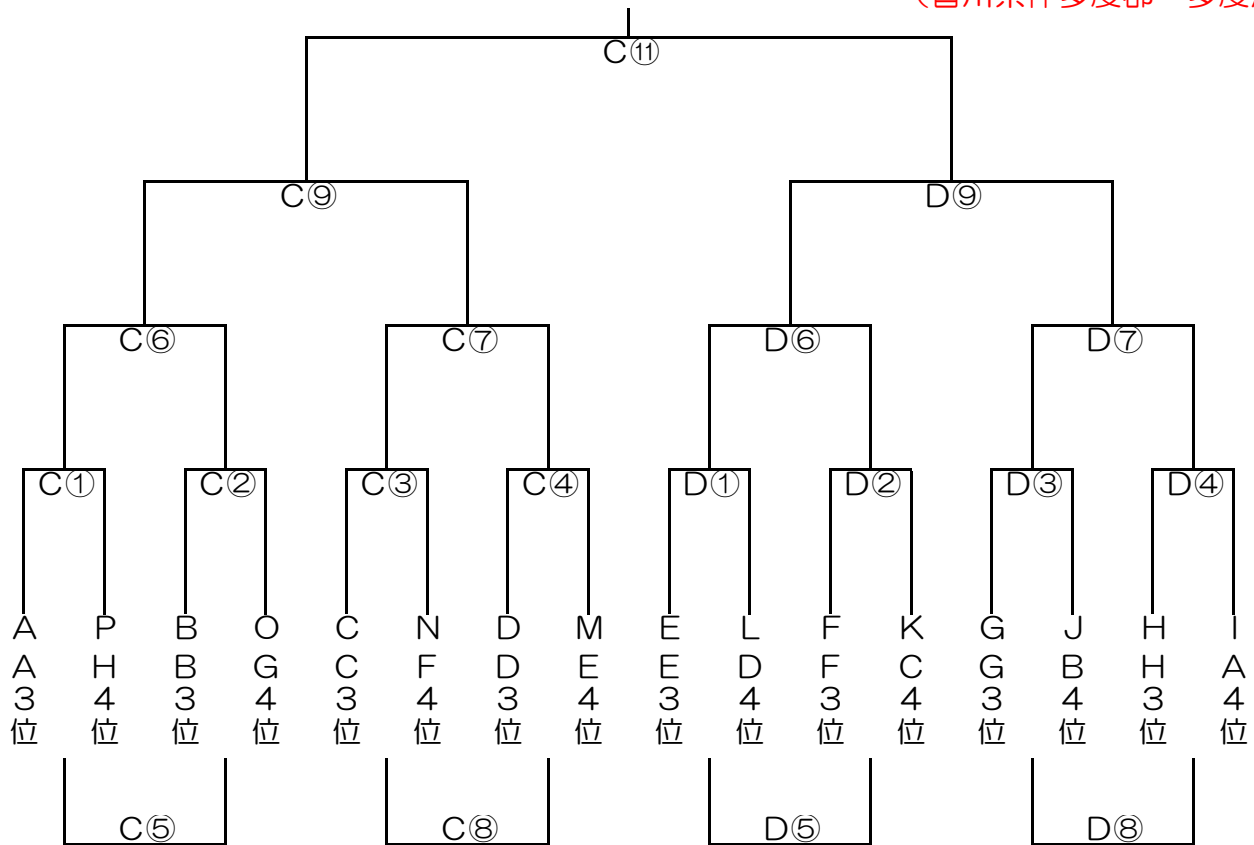 Ｃ⑪
Ｃ⑨ Ｄ⑨
Ｃ⑥ Ｃ⑦ Ｄ⑥ Ｄ⑦
Ｃ① Ｃ② Ｃ③ Ｃ④ Ｄ① Ｄ② Ｄ③ Ｄ④
Ａ Ｐ Ｂ Ｏ Ｃ Ｎ Ｄ Ｍ Ｅ Ｌ Ｆ Ｋ Ｇ Ｊ Ｈ Ｉ
Ａ３位 Ｈ４位 Ｂ３位 Ｇ４位 Ｃ３位 Ｆ４位 Ｄ３位 Ｅ４位 Ｅ３位 Ｄ４位 Ｆ３位 Ｃ４位 Ｇ３位 Ｂ４位 Ｈ３位 Ａ４位
Ｃ⑤ Ｃ⑧ Ｄ⑤ Ｄ⑧